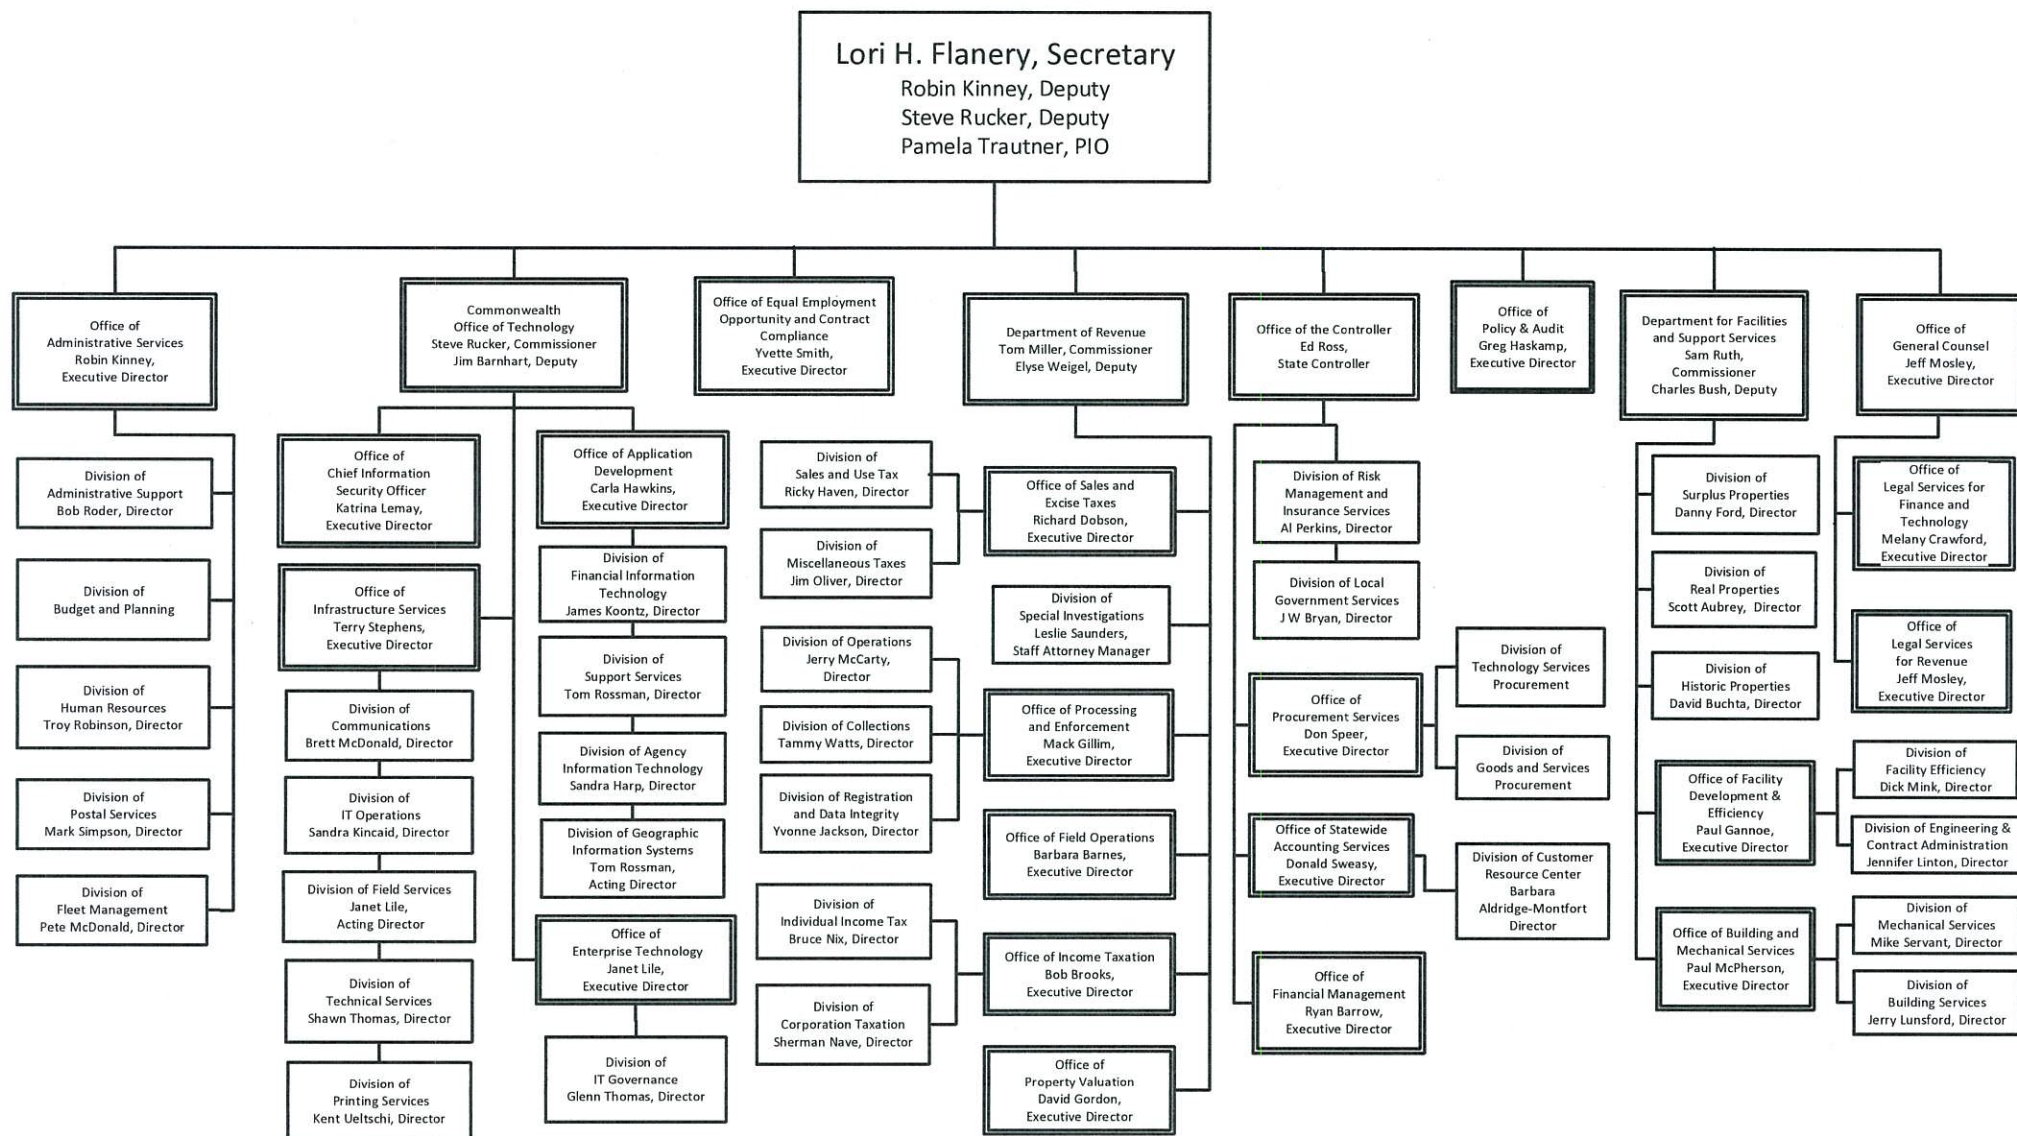 Lori H. Flanery, Secretary
Robin Kinney, Deputy
Steve Rucker, Deputy
Pamela Trautner, PIO
Office of
Administrative Services
Robin Kinney,
Executive Director
Commonwealth
Office of Technology
Steve Rucker, Commissioner
Jim Barnhart, Deputy
Office of Equal Employment
Opportunity and Contract
Compliance
Yvette Smith,
Executive Director
Department of Revenue
Tom Miller, Commissioner
Elyse Weigel, Deputy
Office of the Controller
Ed Ross,
State Controller
Office of
Policy & Audit
Greg Haskamp,
Executive Director
Department for Facilities
and Support Services
Sam Ruth,
Commissioner
Charles Bush, Deputy
Office of
General Counsel
Jeff Mosley,
Executive Director
Division of
Administrative Support
Bob Roder, Director
Division of
Budget and Planning
Division of
Human Resources
Troy Robinson, Director
Division of
Postal Services
Mark Simpson, Director
Division of
Fleet Management
Pete McDonald, Director
Office of
Chief Information
Security Officer
Katrina Lemay,
Executive Director
Office of
Infrastructure Services
Terry Stephens,
Executive Director
Division of
Communications
Brett McDonald, Director
Division of
IT Operations
Sandra Kincaid, Director
Division of Field Services
Janet Lile,
Acting Director
Division of
Technical Services
Shawn Thomas, Director
Division of
Printing Services
Kent Ueltschi, Director
Office of Application
Development
Carla Hawkins,
Executive Director
Division of
Financial Information
Technology
James Koontz, Director
Division of
Support Services
Tom Rossman, Director
Division of Agency
Information Technology
Sandra Harp, Director
Division of Geographic
Information Systems
Tom Rossman,
Acting Director
Office of
Enterprise Technology
Janet Lile,
Executive Director
Division of
IT Governance
Glenn Thomas, Director
Division of
Sales and Use Tax
Ricky Haven, Director
Division of
Miscellaneous Taxes
Jim Oliver, Director
Division of Operations
Jerry McCarty,
Director
Division of Collections
Tammy Watts, Director
Division of Registration
and Data Integrity
Yvonne Jackson, Director
Division of
Individual Income Tax
Bruce Nix, Director
Division of
Corporation Taxation
Sherman Nave, Director
Office of Sales and
Excise Taxes
Richard Dobson,
Executive Director
Division of
Special Investigations
Leslie Saunders,
Staff Attorney Manager
Office of Processing
and Enforcement
Mack Gillim,
Executive Director
Office of Field Operations
Barbara Barnes,
Executive Director
Office of Income Taxation
Bob Brooks,
Executive Director
Office of
Property Valuation
David Gordon,
Executive Director
Division of Risk
Management and
Insurance Services
Al Perkins, Director
Division of Local
Government Services
J W Bryan, Director
Office of
Procurement Services
Don Speer,
Executive Director
Office of Statewide
Accounting Services
Donald Sweasy,
Executive Director
Office of
Financial Management
Ryan Barrow,
Executive Director
Division of
Technology Services
Procurement
Division of
Goods and Services
Procurement
Division of Customer
Resource Center
Barbara
Aldridge-Montfort
Director
Division of
Surplus Properties
Danny Ford, Director
Division of
Real Properties
Scott Aubrey, Director
Division of
Historic Properties
David Buchta, Director
Office of Facility
Development &
Efficiency
Paul Gannoe,
Executive Director
Office of Building and
Mechanical Services
Paul McPherson,
Executive Director
Office of
Legal Services for
Finance and
Technology
Melany Crawford,
Executive Director
Office of
Legal Services
for Revenue
Jeff Mosley,
Executive Director
Division of
Facility Efficiency
Dick Mink, Director
Division of Engineering &
Contract Administration
Jennifer Linton, Director
Division of
Mechanical Services
Mike Servant, Director
Division of
Building Services
Jerry Lunsford, Director